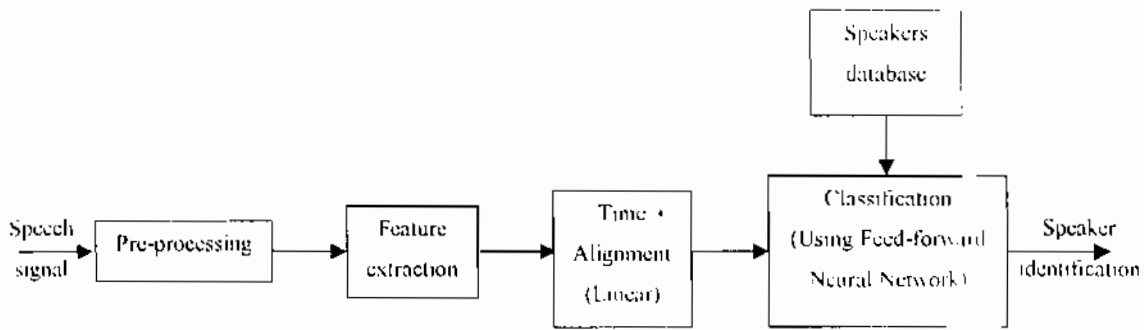 Speakers
database
Speech
signal
Pre-processing
Feature
extraction
Time
Alignment
(Linear)
Classification
(Using Feed-forward
Neural Network)
Speaker
identification